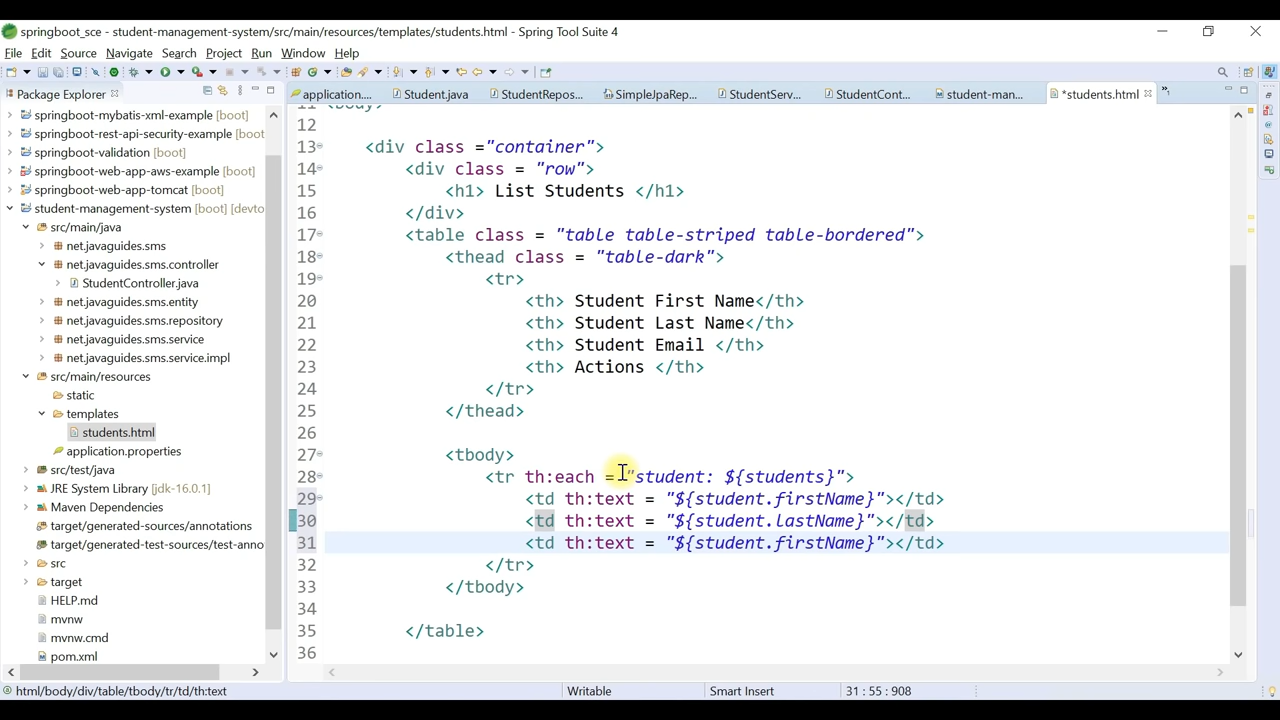 springboot_sce - student-management-system/src/main/resources/templates/students.html - Spring Tool Suite 4
File Edit Source Navigate Search Project Run Window Help
Package Explorer
application....
Student.java
StudentRepos...
SimpleJpaRep...
StudentServ...
StudentCont...
student-man...
*students.html
springboot-mybatis-xml-example [boot]
springboot-rest-api-security-example [boot
springboot-validation [boot]
springboot-web-app-aws-example [boot]
springboot-web-app-tomcat [boot]
student-management-system [boot] [devto
src/main/java
net.javaguides.sms
net.javaguides.sms.controller
StudentController.java
net.javaguides.sms.entity
net.javaguides.sms.repository
net.javaguides.sms.service
net.javaguides.sms.service.impl
src/main/resources
static
templates
students.html
application.properties
src/test/java
JRE System Library [jdk-16.0.1]
Maven Dependencies
target/generated-sources/annotations
target/generated-test-sources/test-anno
src
target
HELP.md
mvnw
mvnw.cmd
pom.xml
11 <body>
12
13 <div class ="container">
14 <div class = "row">
15 <h1> List Students </h1>
16 </div>
17 <table class = "table table-striped table-bordered">
18 <thead class = "table-dark">
19 <tr>
20 <th> Student First Name</th>
21 <th> Student Last Name</th>
22 <th> Student Email </th>
23 <th> Actions </th>
24 </tr>
25 </thead>
26
27 <tbody>
28 <tr th:each = "student: ${students}">
29 <td th:text = "${student.firstName}"></td>
30 <td th:text = "${student.lastName}"></td>
31 <td th:text = "${student.firstName}"></td>
32 </tr>
33 </tbody>
34
35 </table>
36
html/body/div/table/tbody/tr/td/th:text
Writable
Smart Insert
31 : 55 : 908